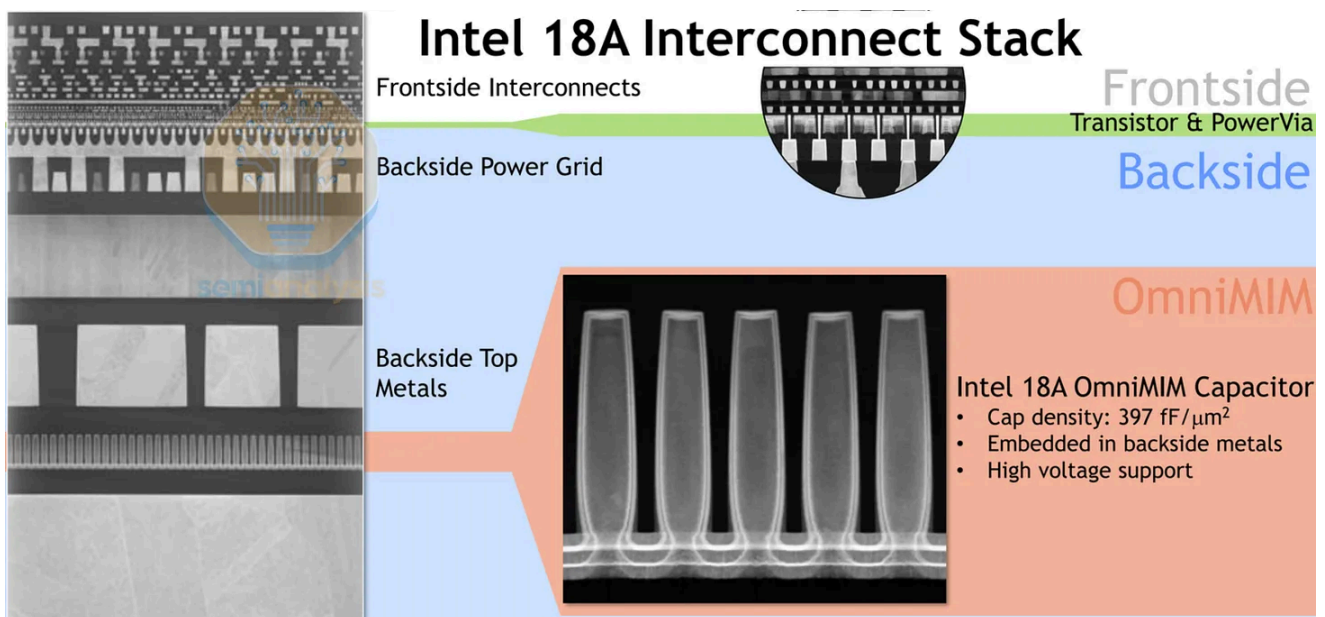 Intel 18A Interconnect Stack
Frontside Interconnects
Frontside
Transistor & PowerVia
Backside Power Grid
Backside
semianalysis
OmniMIM
Backside Top
Metals
Intel 18A OmniMIM Capacitor
• Cap density: 397 fF/μm²
• Embedded in backside metals
• High voltage support